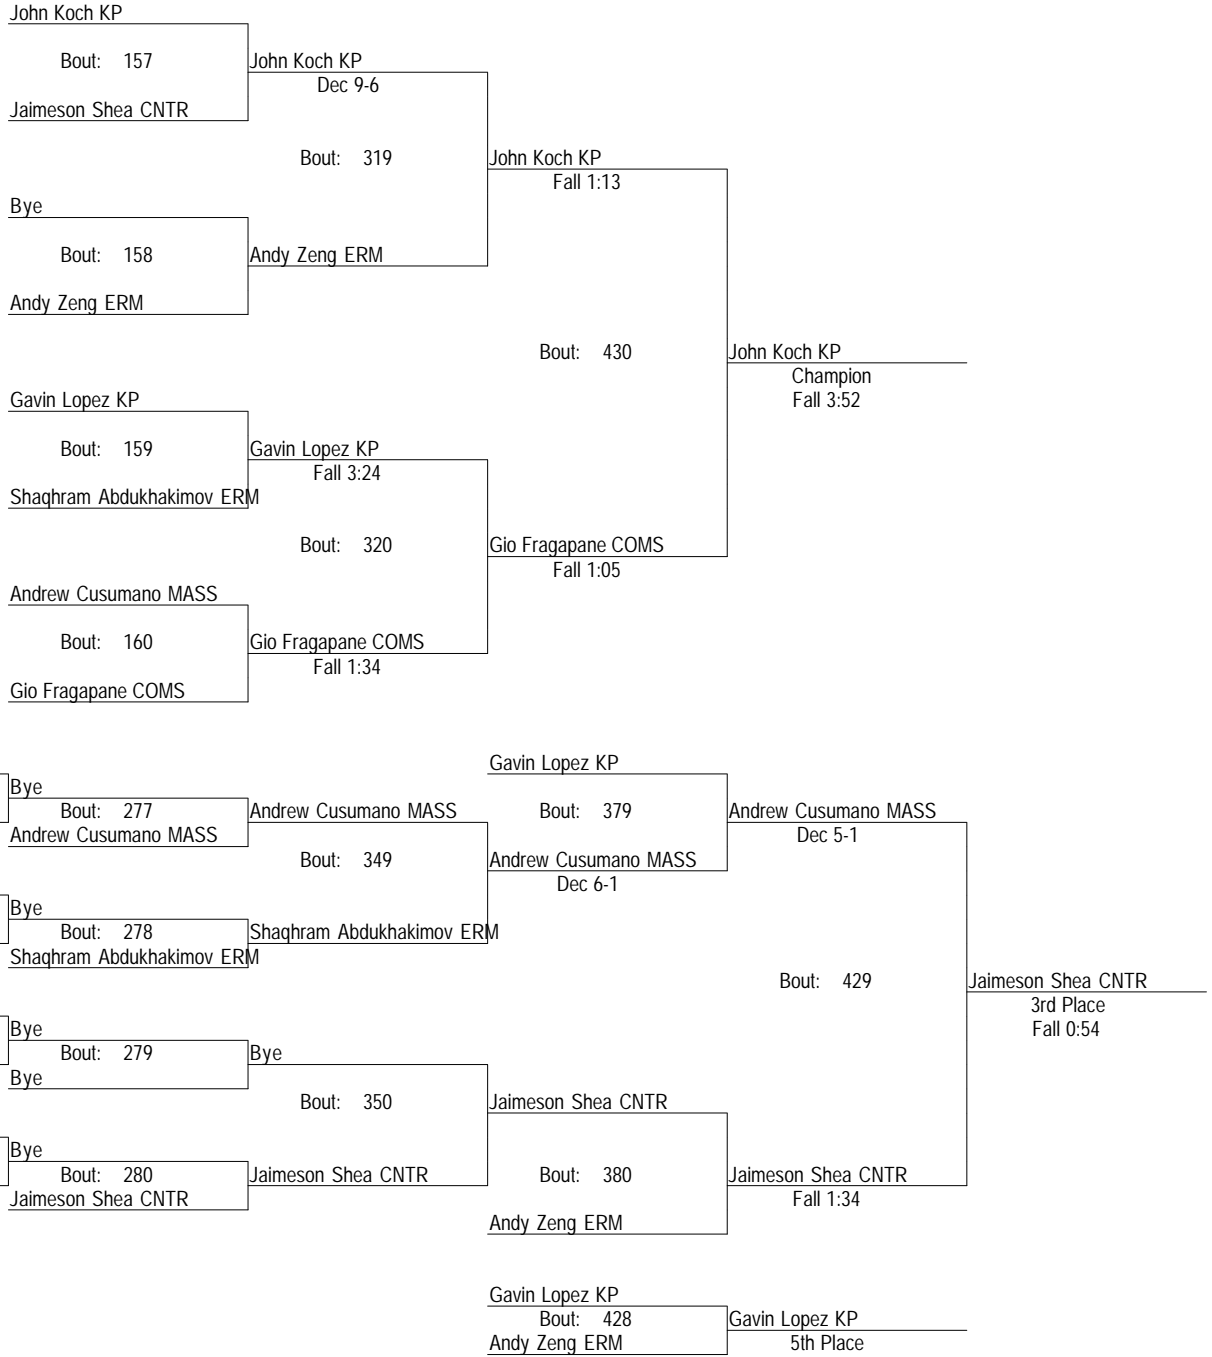 John Koch KP
Bout: 157
John Koch KP
Dec 9-6
Jaimeson Shea CNTR
Bout: 319
John Koch KP
Fall 1:13
Bye
Bout: 158
Andy Zeng ERM
Andy Zeng ERM
Bout: 430
John Koch KP
Champion
Fall 3:52
Gavin Lopez KP
Bout: 159
Gavin Lopez KP
Fall 3:24
Shaqhram Abdukhakimov ERM
Bout: 320
Gio Fragapane COMS
Fall 1:05
Andrew Cusumano MASS
Bout: 160
Gio Fragapane COMS
Fall 1:34
Gio Fragapane COMS
Gavin Lopez KP
Bye
Bout: 277
Andrew Cusumano MASS
Bout: 379
Andrew Cusumano MASS
Dec 5-1
Andrew Cusumano MASS
Bout: 349
Andrew Cusumano MASS
Dec 6-1
Bye
Bout: 278
Shaqhram Abdukhakimov ERM
Shaqhram Abdukhakimov ERM
Bout: 429
Jaimeson Shea CNTR
3rd Place
Fall 0:54
Bye
Bout: 279
Bye
Bye
Bout: 350
Jaimeson Shea CNTR
Bye
Bout: 280
Jaimeson Shea CNTR
Bout: 380
Jaimeson Shea CNTR
Fall 1:34
Jaimeson Shea CNTR
Andy Zeng ERM
Gavin Lopez KP
Bout: 428
Gavin Lopez KP
5th Place
Andy Zeng ERM